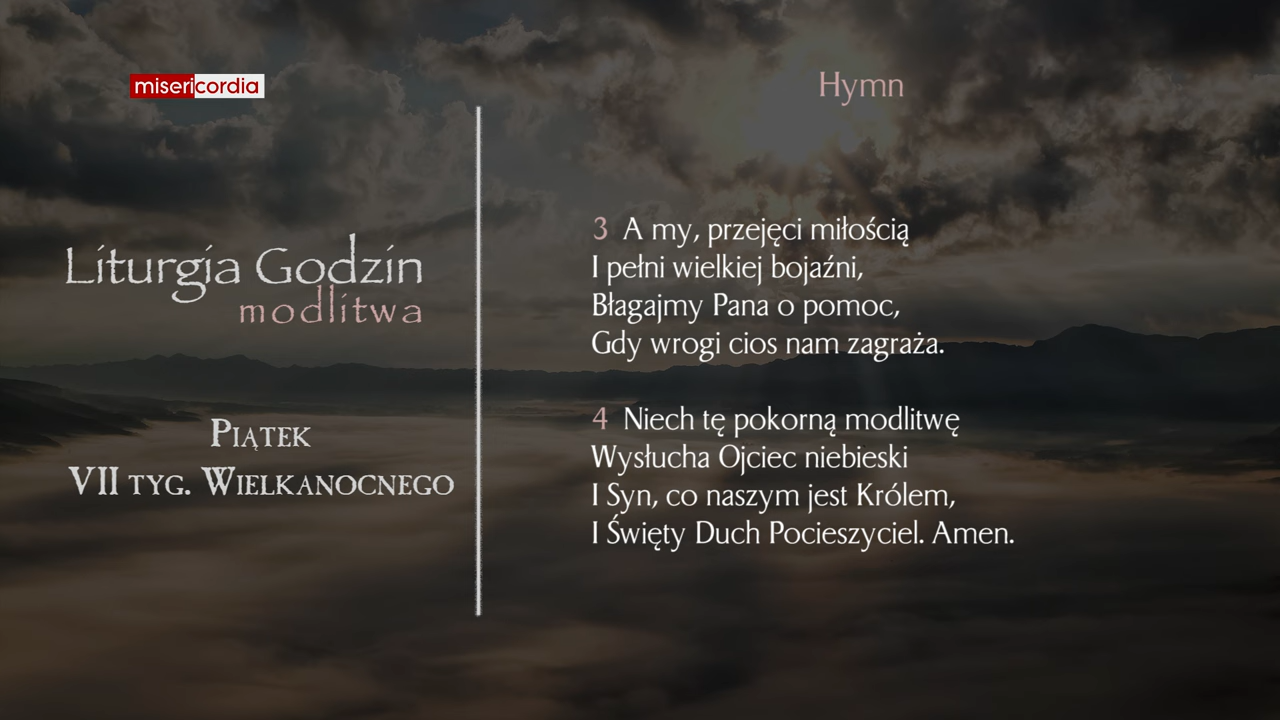 misericordia
Liturgia Godzin
modlitwa
Piątek
VII tyg. Wielkanocnego
Hymn
3 A my, przejęci miłością
I pełni wielkiej bojaźni,
Błagajmy Pana o pomoc,
Gdy wrogi cios nam zagraża.
4 Niech tę pokorną modlitwę
Wysłucha Ojciec niebieski
I Syn, co naszym jest Królem,
I Święty Duch Pocieszyciel. Amen.